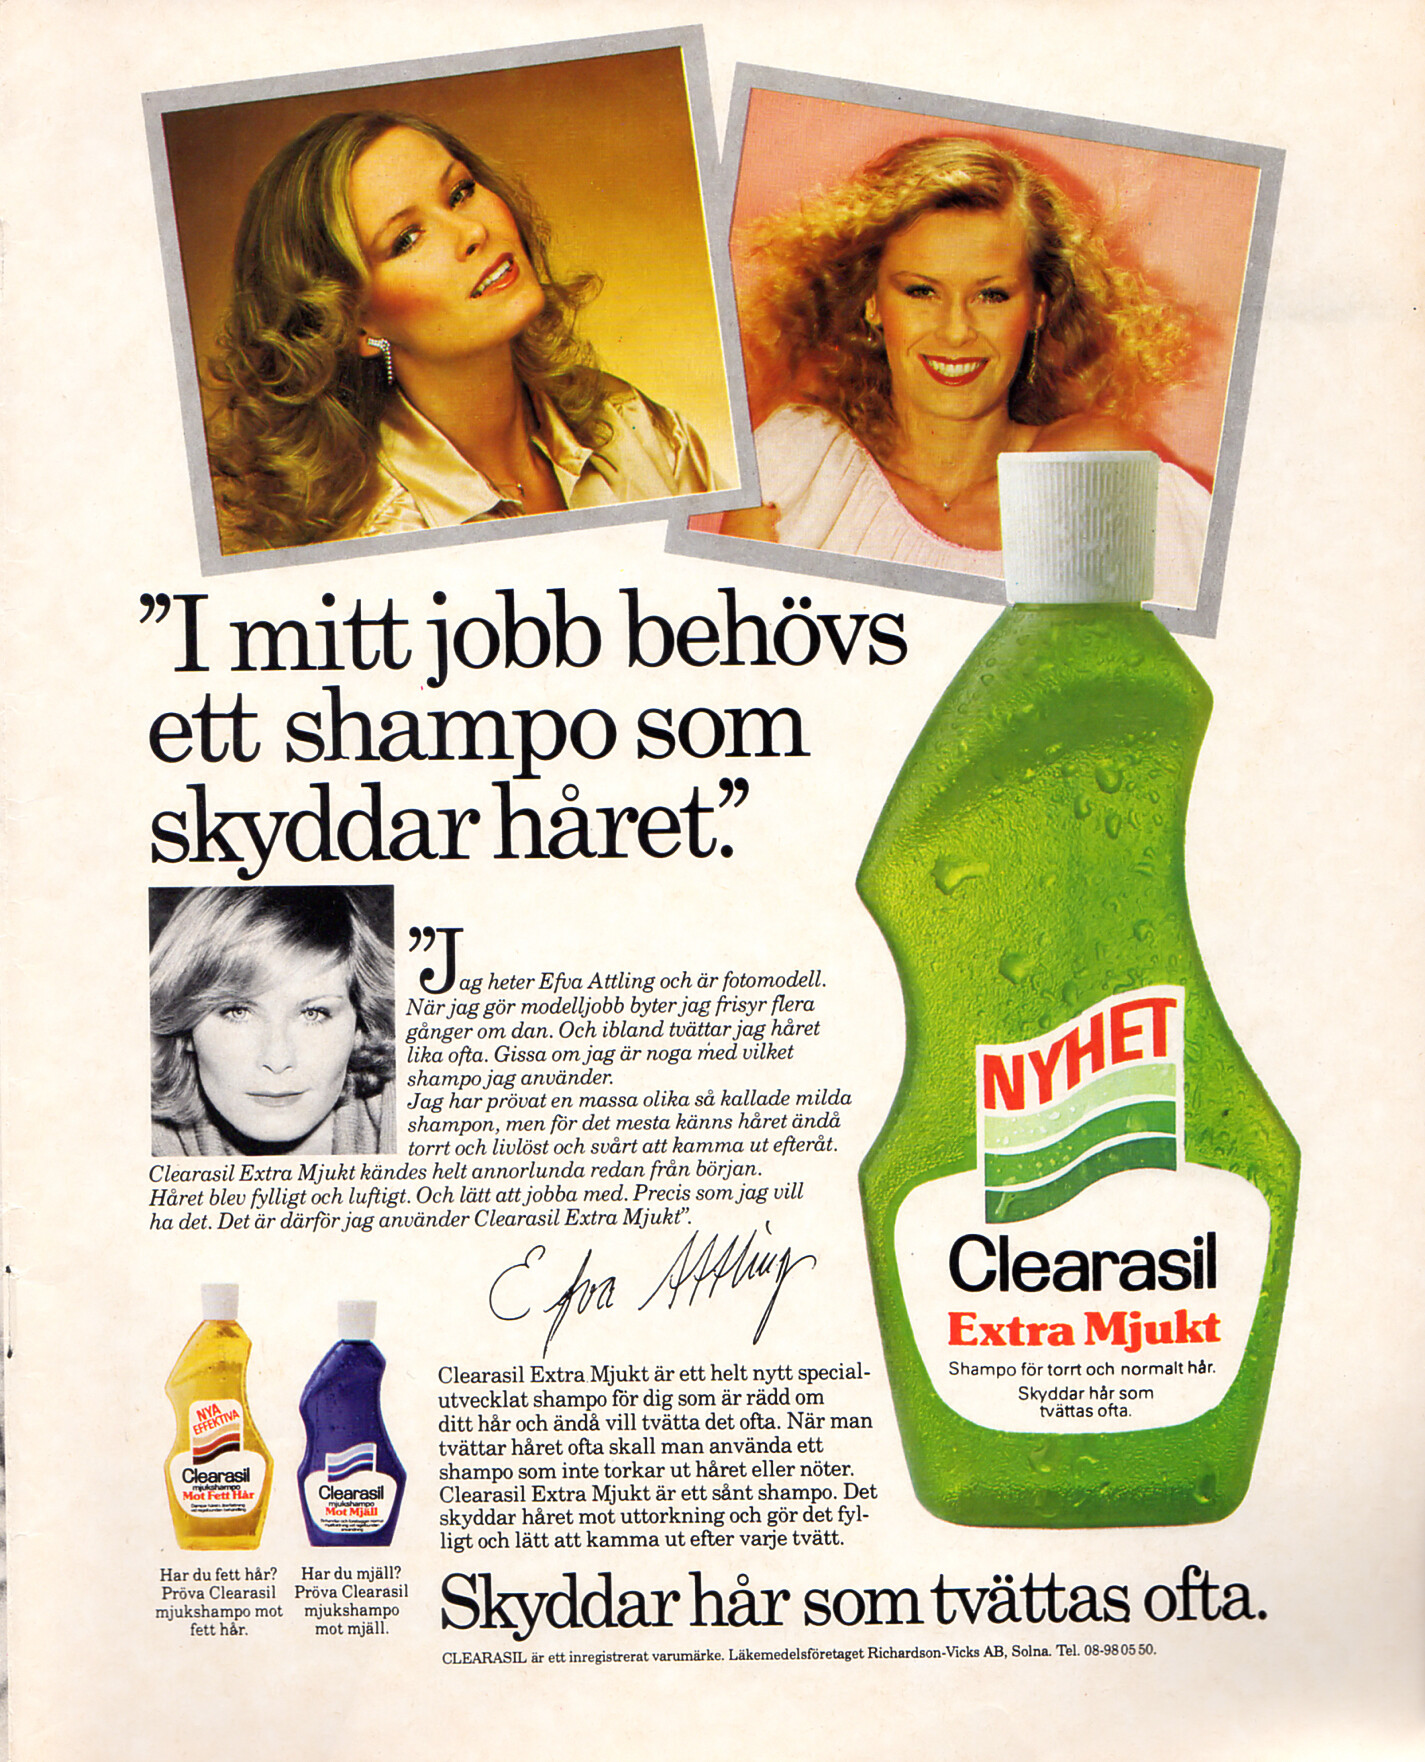 ”I mitt jobb behövs
ett shampo som
skyddar håret.”
”Jag heter Efva Attling och är fotomodell.
När jag gör modelljobb byter jag frisyr flera
gånger om dan. Och ibland tvättar jag håret
lika ofta. Gissa om jag är noga med vilket
shampo jag använder.
Jag har prövat en massa olika så kallade milda
shampon, men för det mesta känns håret ändå
torrt och livlöst och svårt att kamma ut efteråt.
Clearasil Extra Mjukt kändes helt annorlunda redan från början.
Håret blev fylligt och luftigt. Och lätt att jobba med. Precis som jag vill
ha det. Det är därför jag använder Clearasil Extra Mjukt”.
Efva Attling
NYHET
Clearasil
Extra Mjukt
Shampo för torrt och normalt hår.
Skyddar hår som
tvättas ofta.
NYA
EFFEKTIVA
Clearasil
mjukshampo
Mot Fett Hår
Clearasil
mjukshampo
Mot Mjäll
Har du fett hår?
Pröva Clearasil
mjukshampo mot
fett hår.
Har du mjäll?
Pröva Clearasil
mjukshampo
mot mjäll.
Clearasil Extra Mjukt är ett helt nytt special-
utvecklat shampo för dig som är rädd om
ditt hår och ändå vill tvätta det ofta. När man
tvättar håret ofta skall man använda ett
shampo som inte torkar ut håret eller nöter.
Clearasil Extra Mjukt är ett sånt shampo. Det
skyddar håret mot uttorkning och gör det fyl-
ligt och lätt att kamma ut efter varje tvätt.
Skyddar hår som tvättas ofta.
CLEARASIL är ett inregistrerat varumärke. Läkemedelsföretaget Richardson-Vicks AB, Solna. Tel. 08-98 05 50.